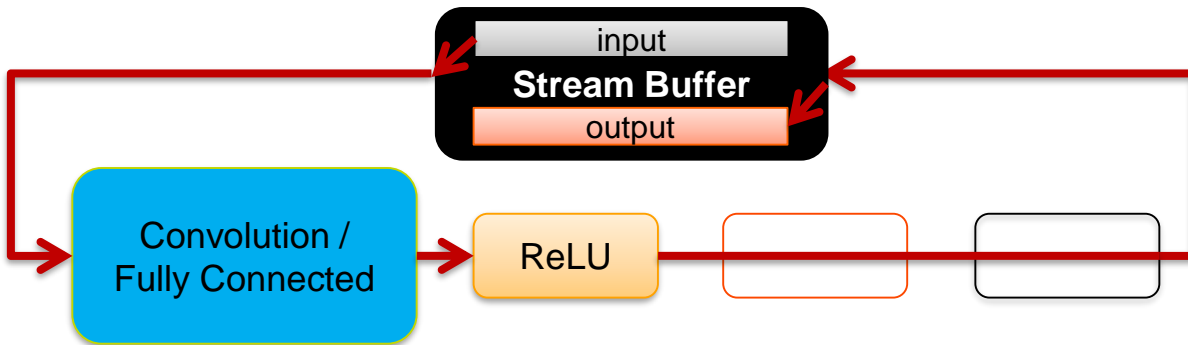 input
Stream Buffer
output
Convolution /
Fully Connected
ReLU